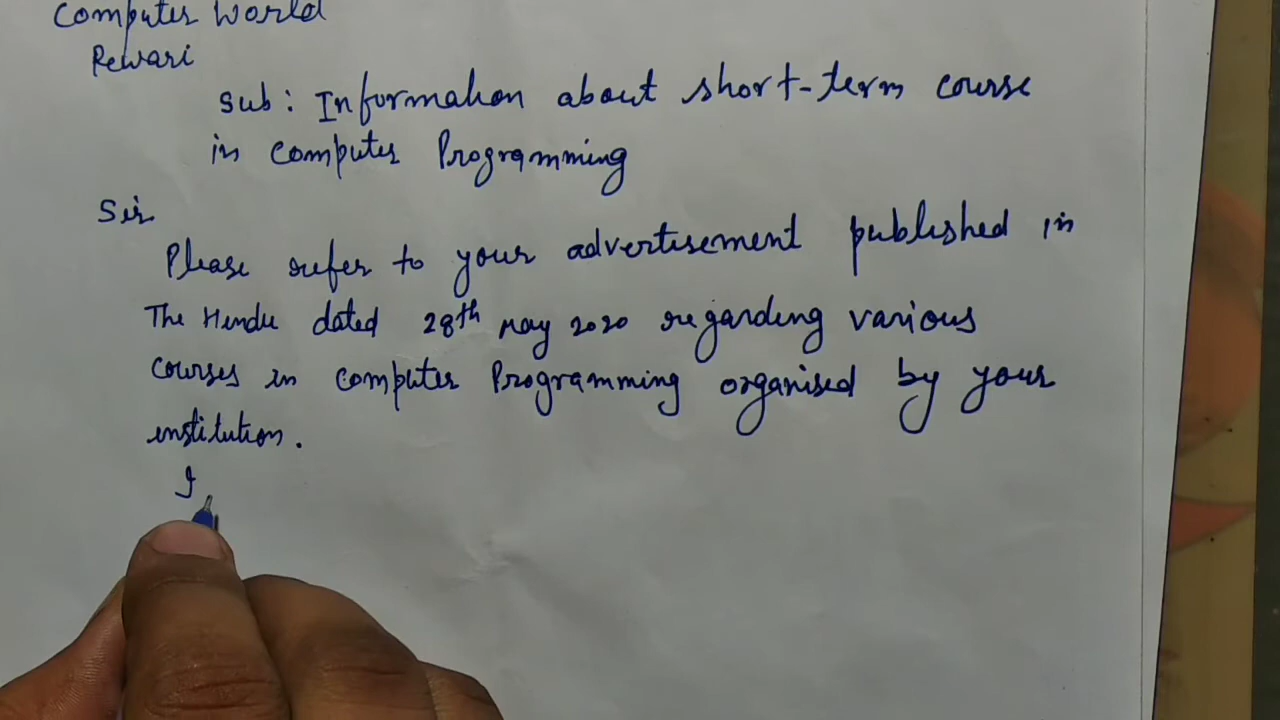 Computer World
Rewari
Sub: Information about short-term course
in Computer Programming
Sir
Please refer to your advertisement published in
The Hindu dated 28th May 2020 regarding various
courses in Computer Programming organised by your
institution.
I